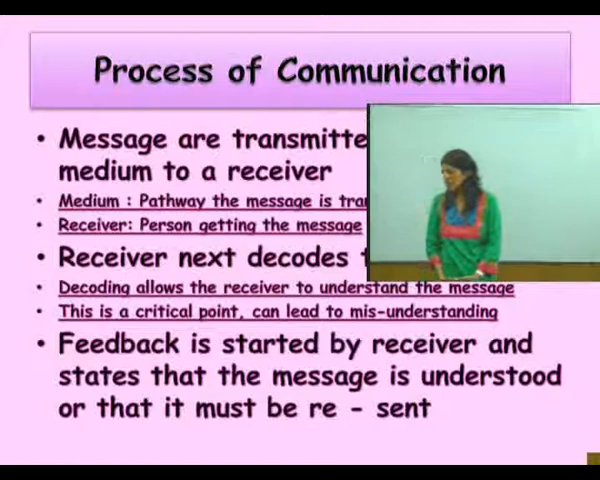 Process of Communication
• Message are transmitte
medium to a receiver
• Medium : Pathway the message is tra
• Receiver: Person getting the message
• Receiver next decodes
• Decoding allows the receiver to understand the message
• This is a critical point, can lead to mis-understanding
• Feedback is started by receiver and
states that the message is understood
or that it must be re - sent